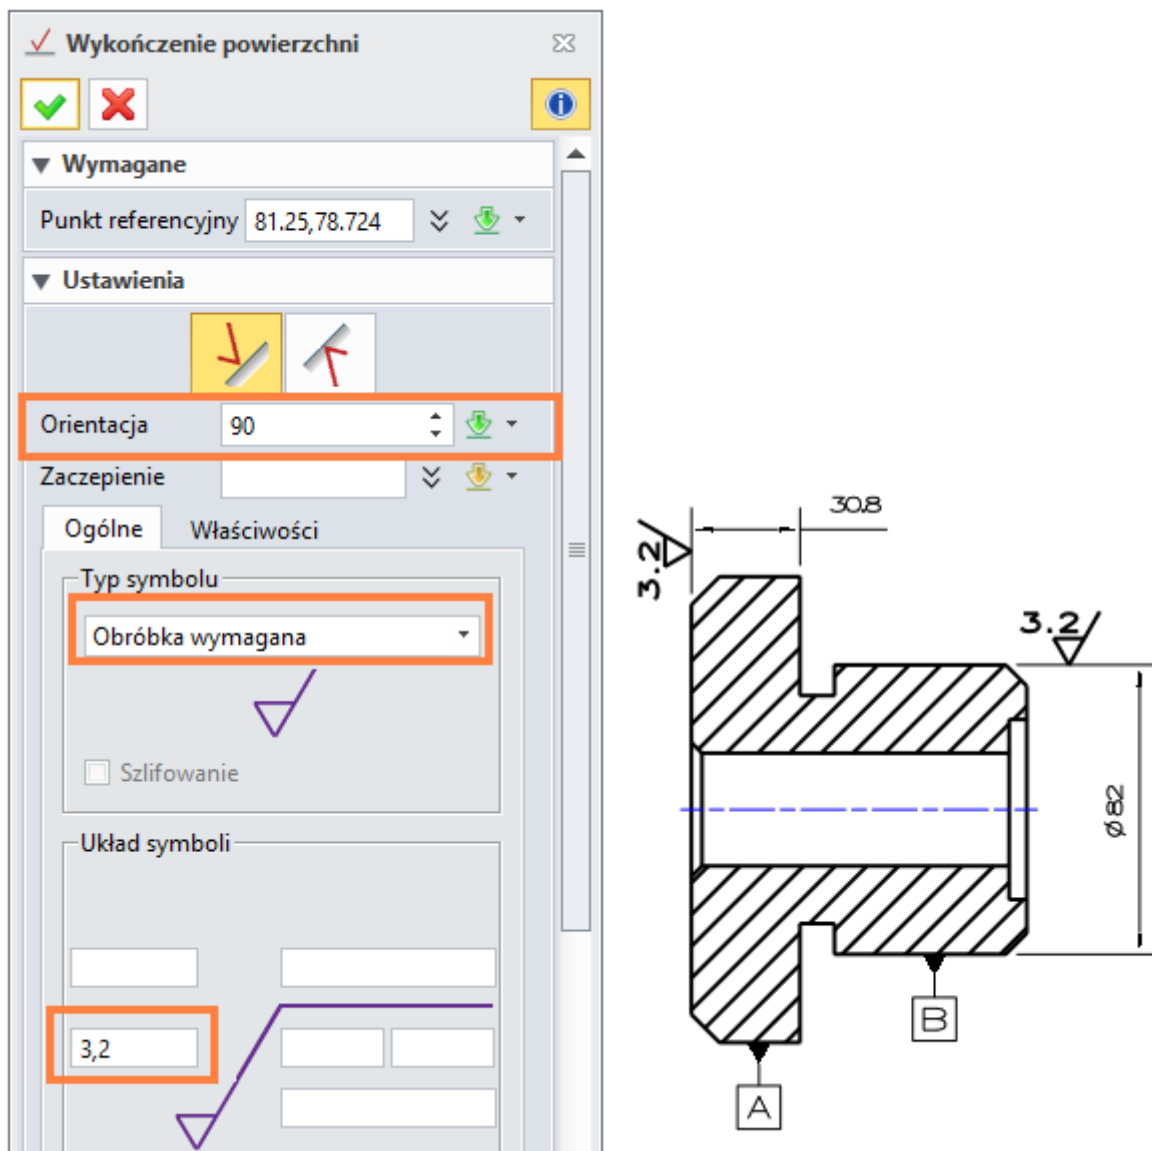 Wykończenie powierzchni
Wymagane
Punkt referencyjny 81.25,78.724
Ustawienia
Orientacja 90
Zaczepienie
Ogólne Właściwości
Typ symbolu
Obróbka wymagana
Szlifowanie
Układ symboli
3,2
30.8
3.2
3.2
Ø82
B
A